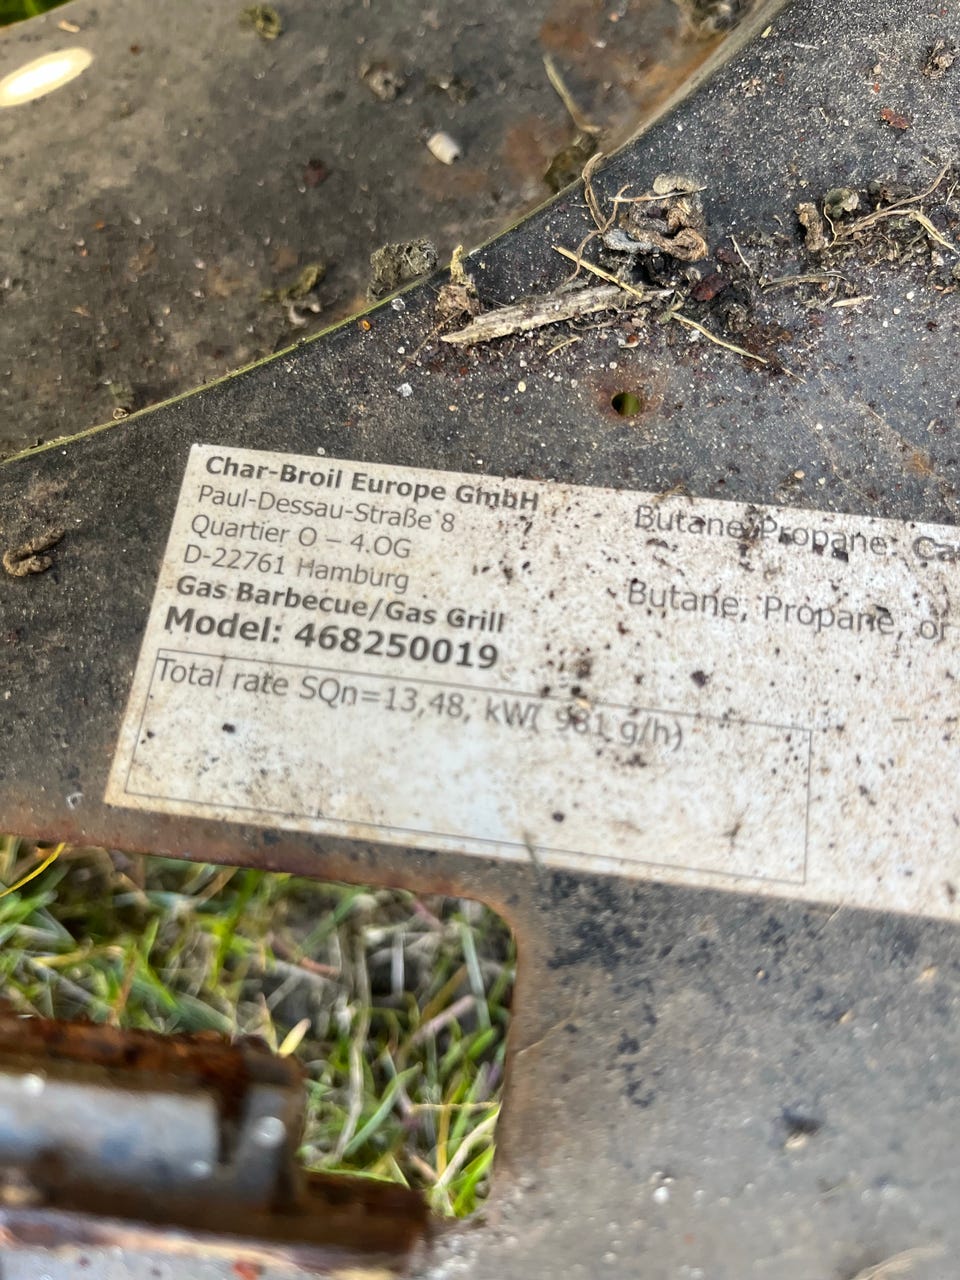 Char-Broil Europe GmbH
Paul-Dessau-Straße 8
Quartier O – 4.OG
D-22761 Hamburg
Gas Barbecue/Gas Grill
Model: 468250019
Total rate SQn=13,48, kW( 981 g/h)
Butane/Propane:
Butane, Propane, or